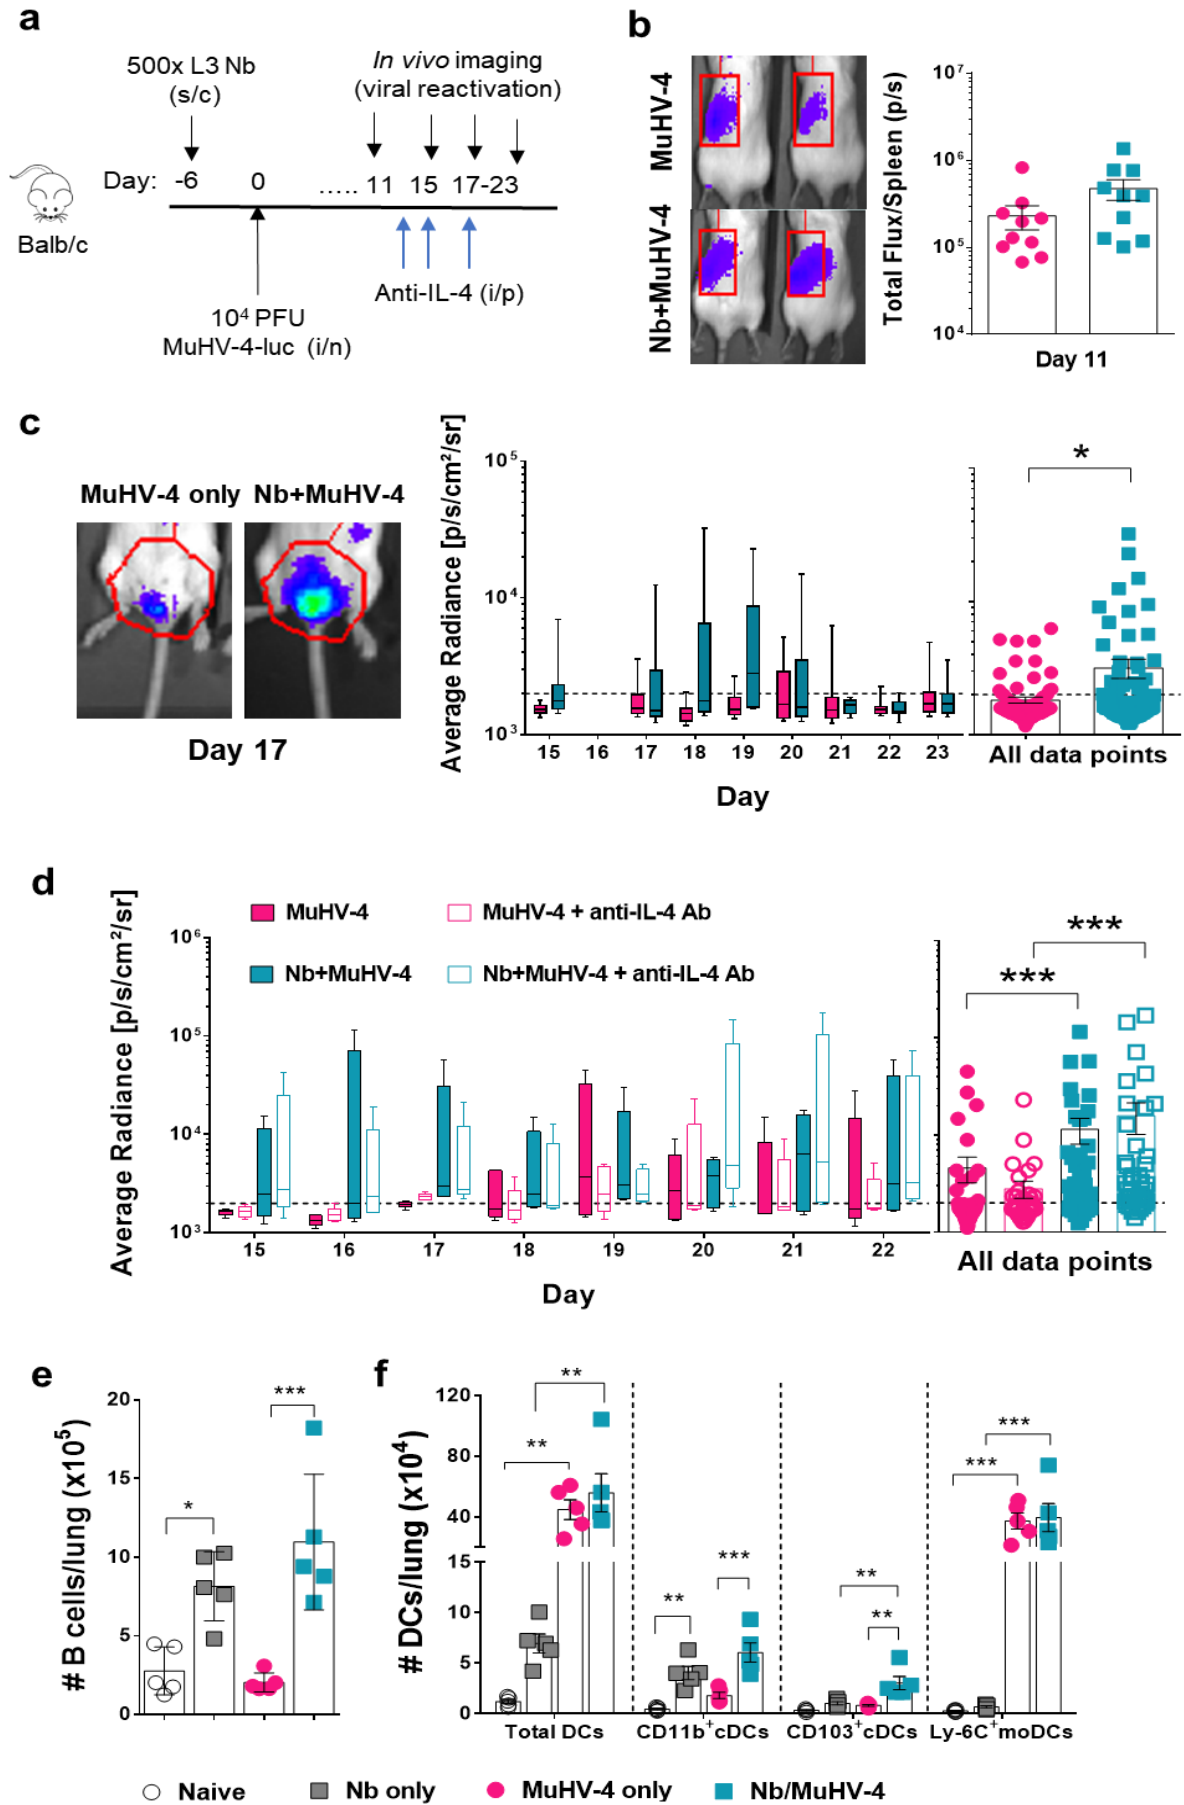 a
500x L3 Nb
(s/c)
In vivo imaging
(viral reactivation)
Day: -6 0 ..... 11 15 17-23
Balb/c
Anti-IL-4 (i/p)
10⁴ PFU
MuHV-4-luc (i/n)
b
MuHV-4
Nb+MuHV-4
Total Flux/Spleen (p/s)
10⁷
10⁶
10⁵
10⁴
Day 11
c
MuHV-4 only Nb+MuHV-4
Day 17
Average Radiance [p/s/cm²/sr]
10⁵
10⁴
10³
15 16 17 18 19 20 21 22 23
Day
*
All data points
d
MuHV-4
MuHV-4 + anti-IL-4 Ab
Nb+MuHV-4
Nb+MuHV-4 + anti-IL-4 Ab
Average Radiance [p/s/cm²/sr]
10⁶
10⁵
10⁴
10³
15 16 17 18 19 20 21 22
Day
***
***
All data points
e
# B cells/lung (x10⁵)
20
15
10
5
0
*
***
f
# DCs/lung (x10⁴)
120
80
40
15
10
5
0
**
**
**
***
**
**
***
***
Total DCs
CD11b⁺cDCs
CD103⁺cDCs
Ly-6C⁺moDCs
Naive
Nb only
MuHV-4 only
Nb/MuHV-4